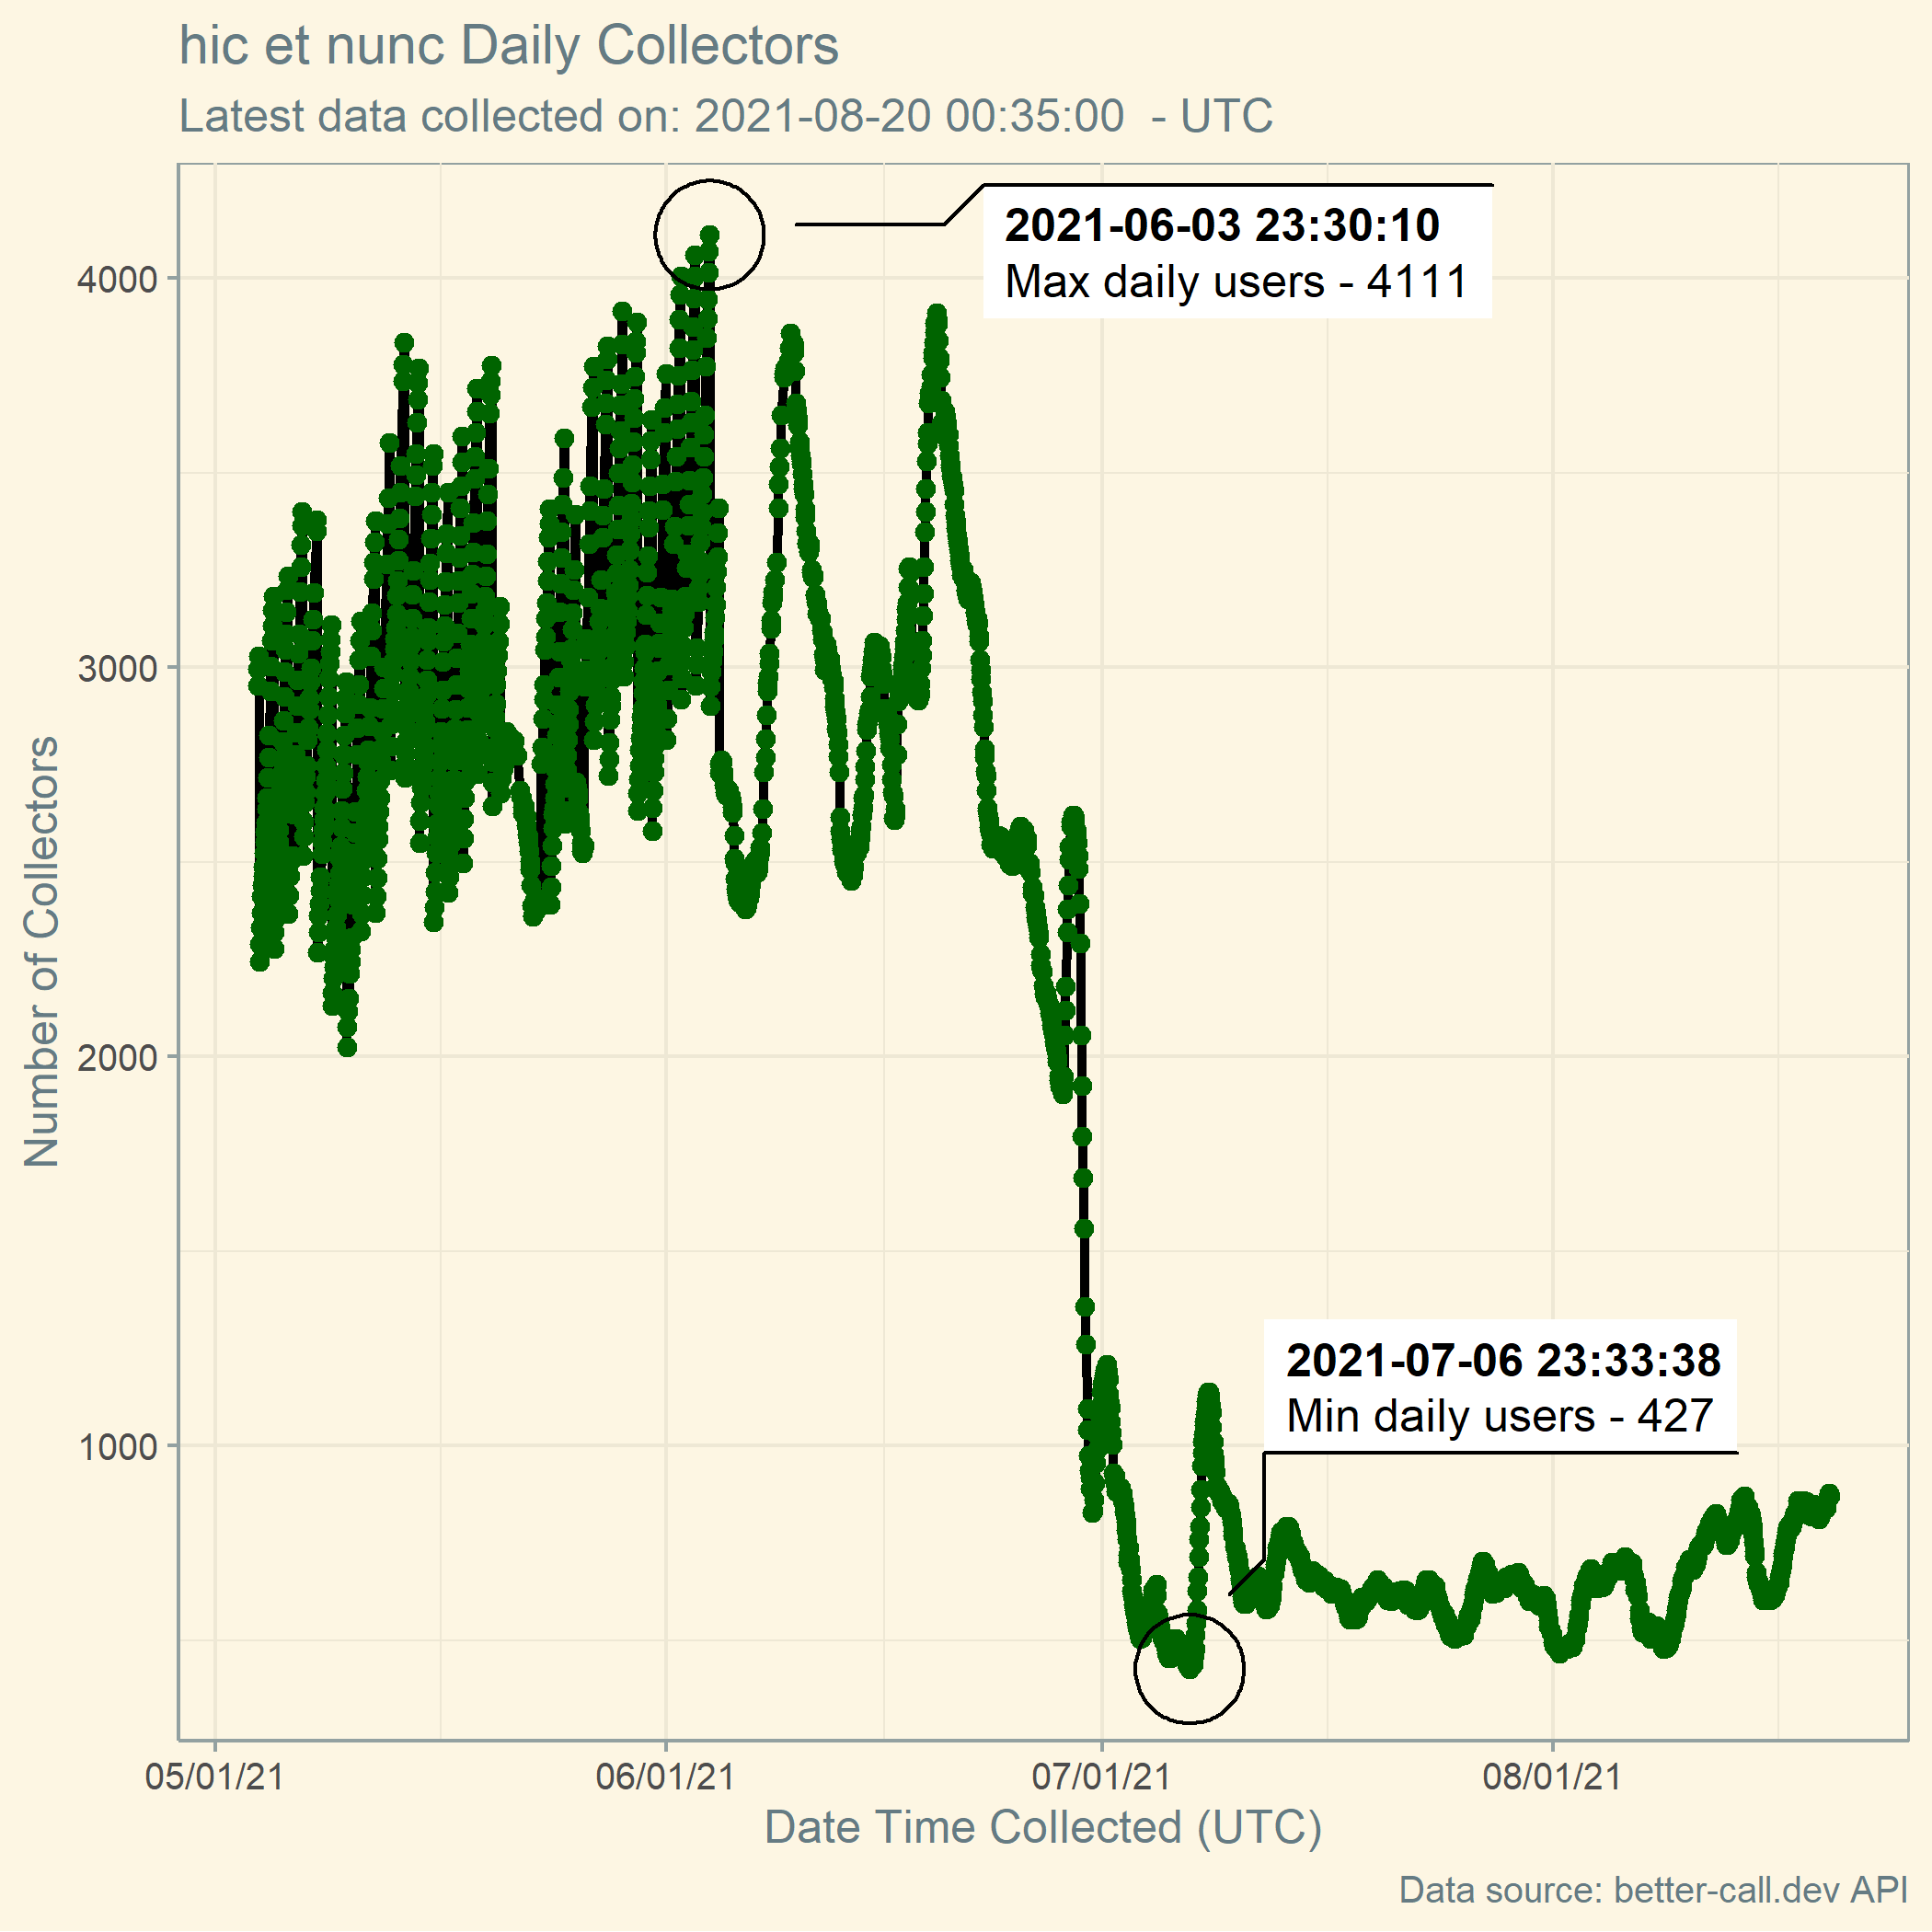 hic et nunc Daily Collectors
Latest data collected on: 2021-08-20 00:35:00  - UTC
2021-06-03 23:30:10
Max daily users - 4111
4000
3000
2000
1000
Number of Collectors
2021-07-06 23:33:38
Min daily users - 427
05/01/21 06/01/21 07/01/21 08/01/21
Date Time Collected (UTC)
Data source: better-call.dev API